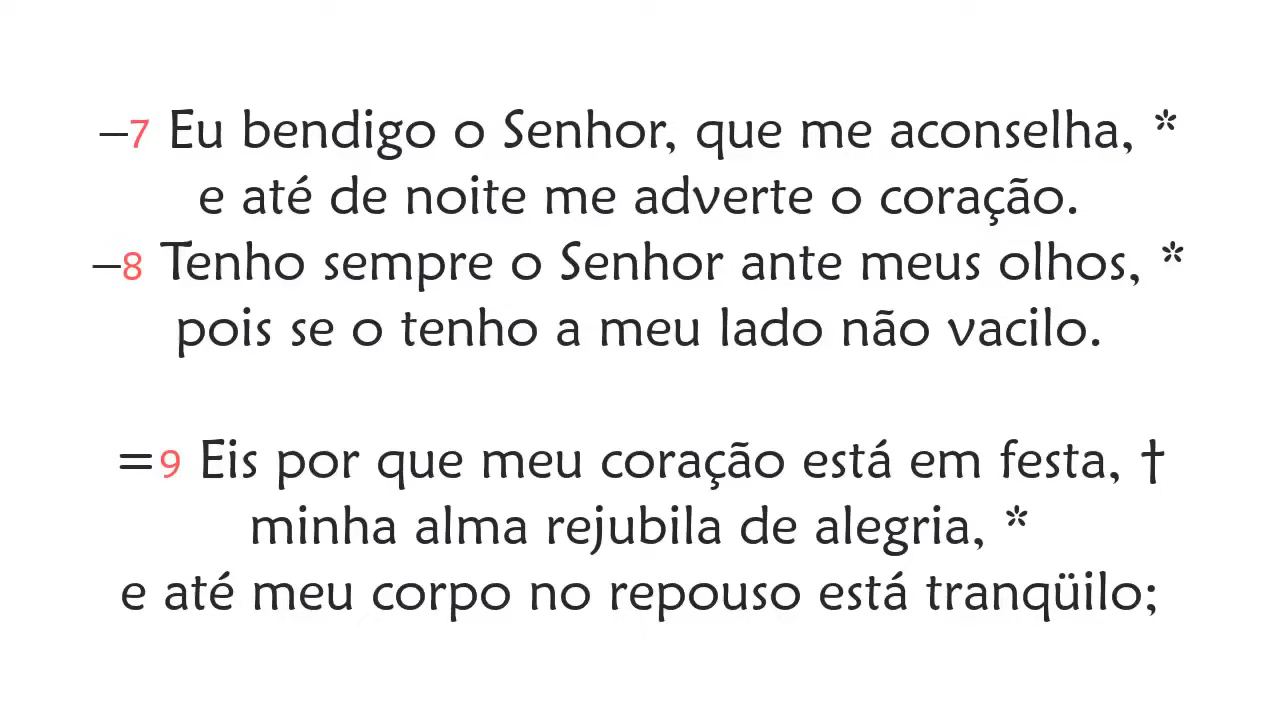 –7 Eu bendigo o Senhor, que me aconselha, *
e até de noite me adverte o coração.
–8 Tenho sempre o Senhor ante meus olhos, *
pois se o tenho a meu lado não vacilo.
=9 Eis por que meu coração está em festa, †
minha alma rejubila de alegria, *
e até meu corpo no repouso está tranqüilo;